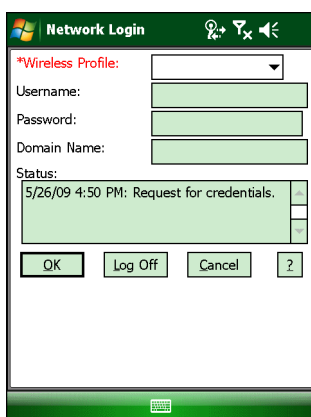 Network Login
*Wireless Profile:
Username:
Password:
Domain Name:
Status:
5/26/09 4:50 PM: Request for credentials.
OK Log Off Cancel ?